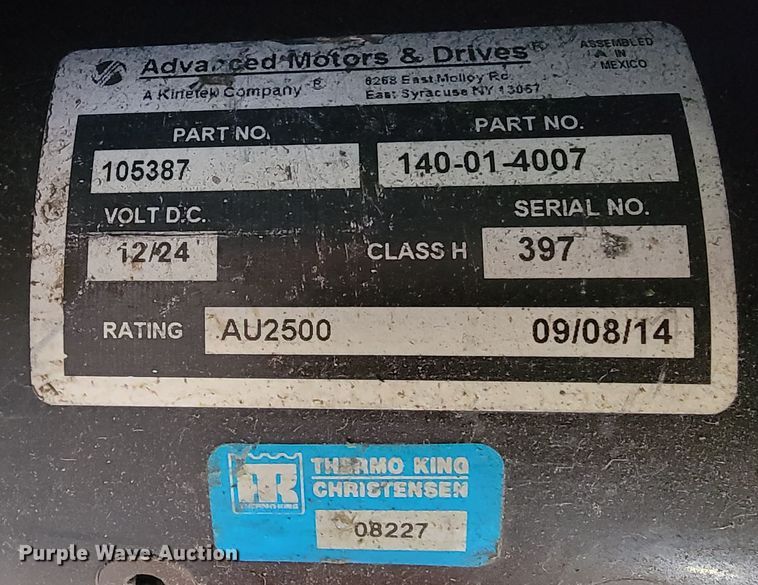 Advanced Motors & Drives®
ASSEMBLED
IN
MEXICO
A Kinetek Company ®
6268 East Molloy Rd.
East Syracuse NY 13057
PART NO.
PART NO.
105387
140-01-4007
VOLT D.C.
SERIAL NO.
12/24
CLASS H
397
RATING
AU2500
09/08/14
THERMO KING
CHRISTENSEN
THERMO KING
08227
Purple Wave Auction